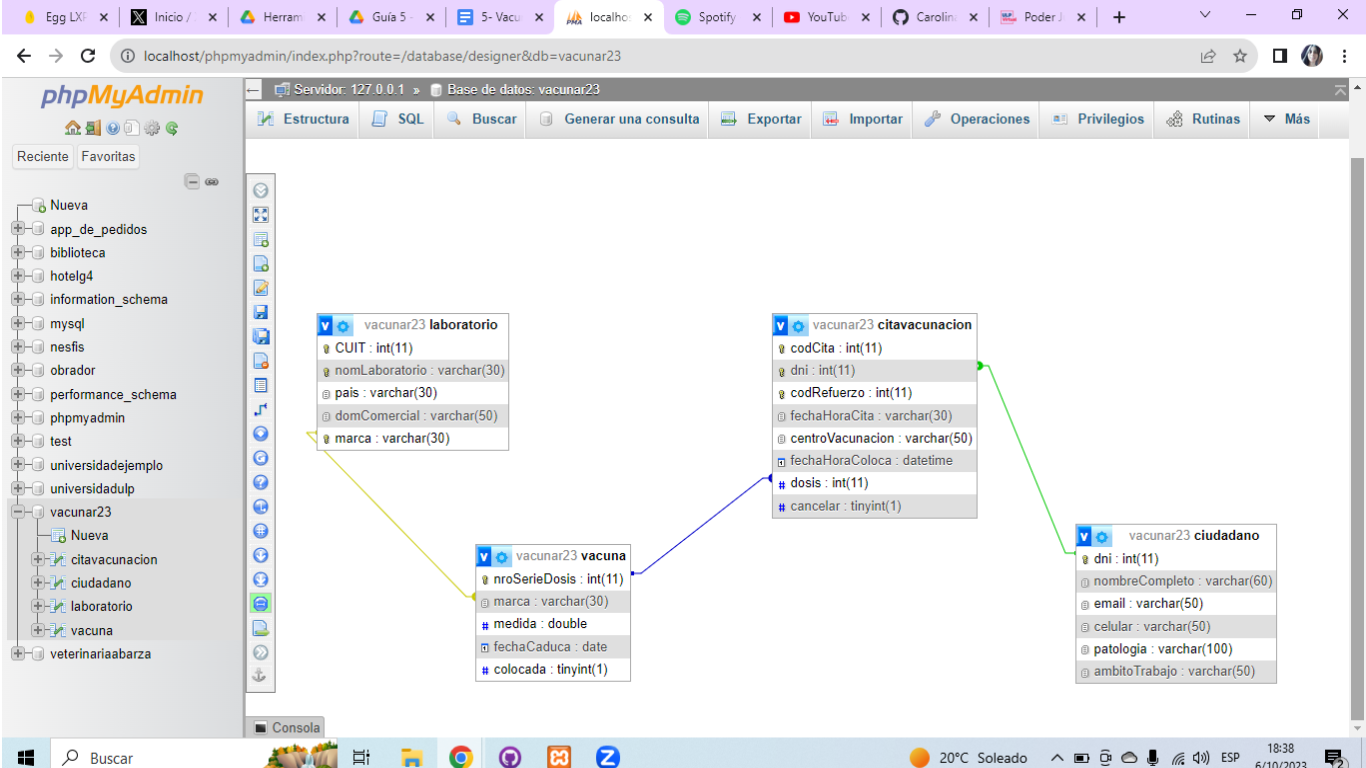 Egg LXP
Inicio /
Herram
Guía 5 -
5- Vacu
localho
Spotify
YouTub
Carolin
Poder J
localhost/phpmyadmin/index.php?route=/database/designer&db=vacunar23
phpMyAdmin
Reciente
Favoritas
Nueva
app_de_pedidos
biblioteca
hotelg4
information_schema
mysql
nesfis
obrador
performance_schema
phpmyadmin
test
universidadejemplo
universidadulp
vacunar23
Nueva
citavacunacion
ciudadano
laboratorio
vacuna
veterinariaabarza
Servidor: 127.0.0.1 » Base de datos: vacunar23
Estructura
SQL
Buscar
Generar una consulta
Exportar
Importar
Operaciones
Privilegios
Rutinas
Más
vacunar23 laboratorio
CUIT : int(11)
nomLaboratorio : varchar(30)
pais : varchar(30)
domComercial : varchar(50)
marca : varchar(30)
vacunar23 citavacunacion
codCita : int(11)
dni : int(11)
codRefuerzo : int(11)
fechaHoraCita : varchar(30)
centroVacunacion : varchar(50)
fechaHoraColoca : datetime
dosis : int(11)
cancelar : tinyint(1)
vacunar23 vacuna
nroSerieDosis : int(11)
marca : varchar(30)
medida : double
fechaCaduca : date
colocada : tinyint(1)
vacunar23 ciudadano
dni : int(11)
nombreCompleto : varchar(60)
email : varchar(50)
celular : varchar(50)
patologia : varchar(100)
ambitoTrabajo : varchar(50)
Consola
Buscar
20°C Soleado
ESP
18:38
6/10/2023